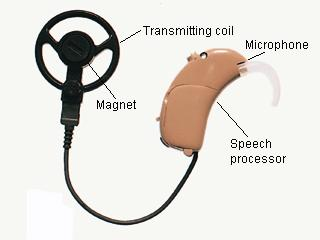 Transmitting coil
Microphone
Magnet
Speech
processor